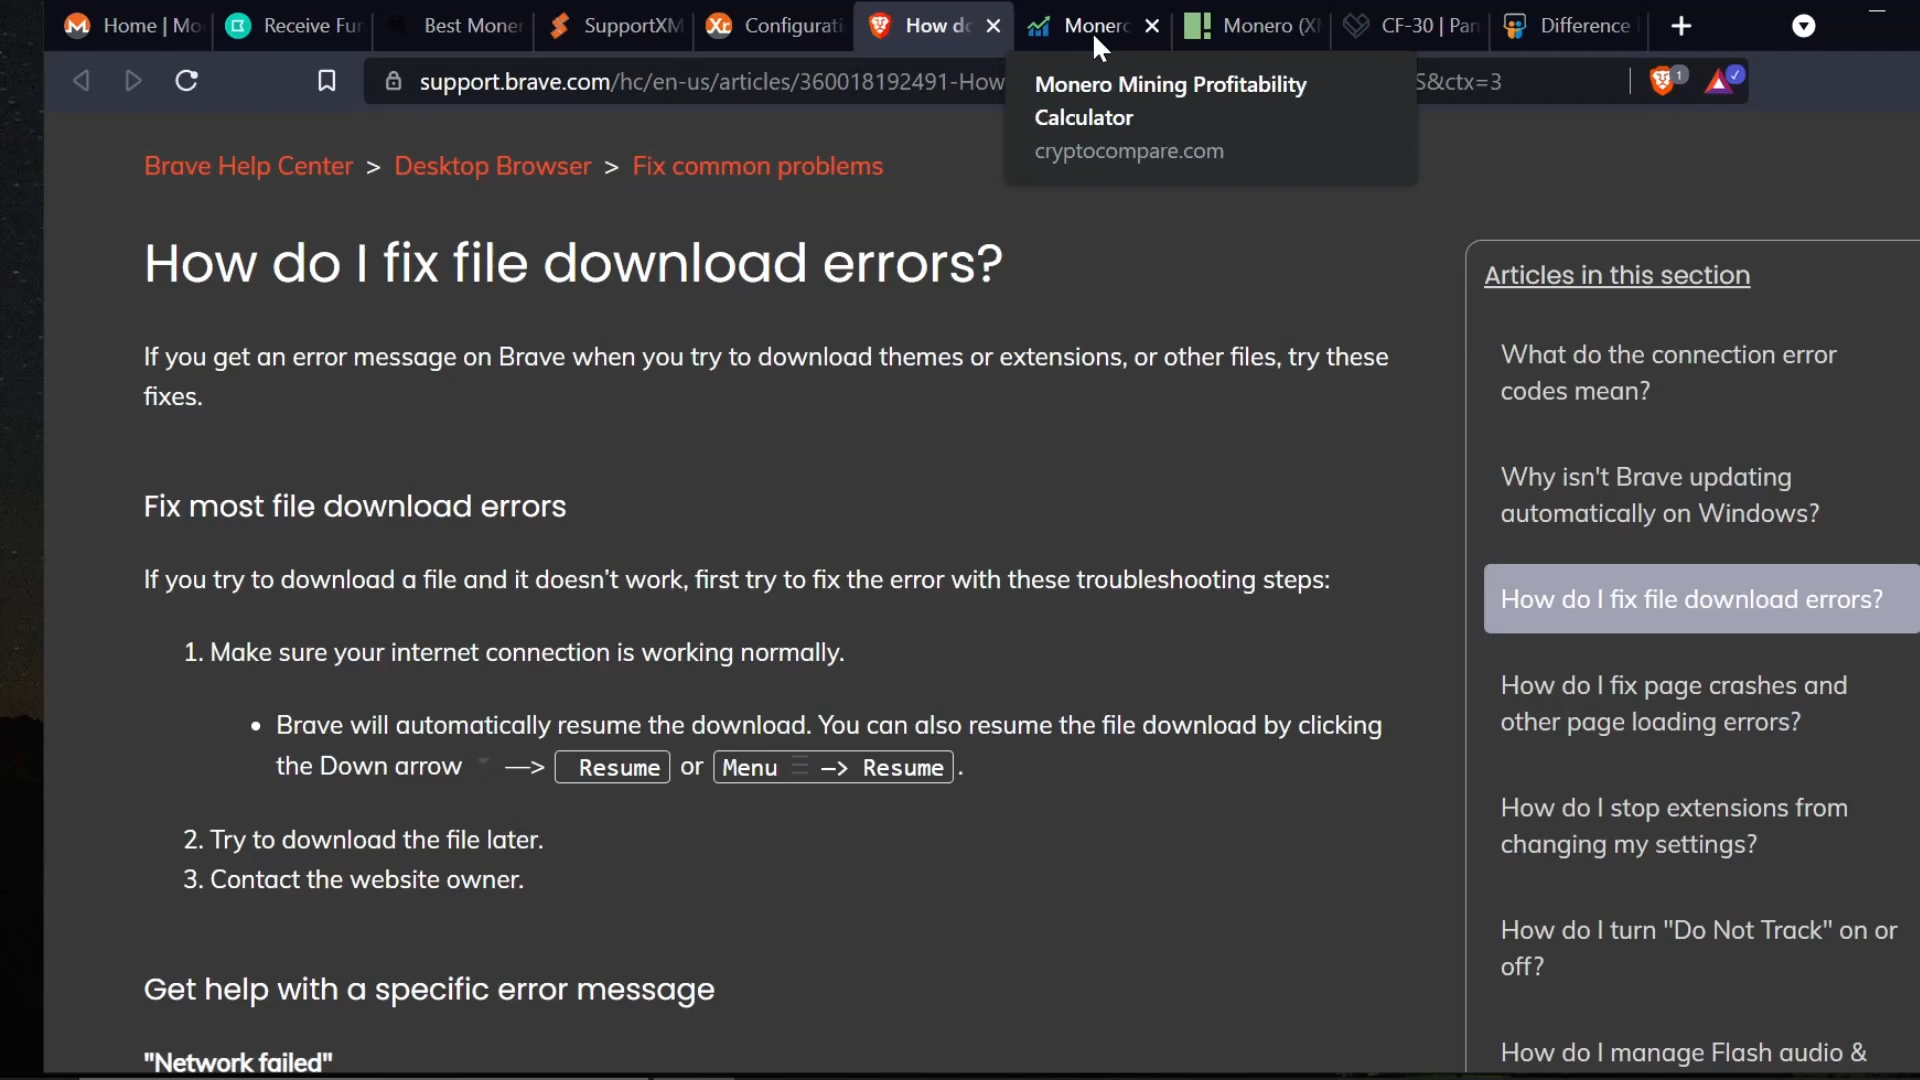 Home | Mo
Receive Fur
Best Moner
SupportXM
Configurati
How do
Monero
Monero (XM
CF-30 | Pan
Difference
support.brave.com/hc/en-us/articles/360018192491-How
S&ctx=3
1
Monero Mining Profitability
Calculator
cryptocompare.com
Brave Help Center > Desktop Browser > Fix common problems
How do I fix file download errors?
If you get an error message on Brave when you try to download themes or extensions, or other files, try these
fixes.
Fix most file download errors
If you try to download a file and it doesn’t work, first try to fix the error with these troubleshooting steps:
1. Make sure your internet connection is working normally.
• Brave will automatically resume the download. You can also resume the file download by clicking
the Down arrow —> Resume or Menu —> Resume .
2. Try to download the file later.
3. Contact the website owner.
Get help with a specific error message
"Network failed"
Articles in this section
What do the connection error
codes mean?
Why isn't Brave updating
automatically on Windows?
How do I fix file download errors?
How do I fix page crashes and
other page loading errors?
How do I stop extensions from
changing my settings?
How do I turn "Do Not Track" on or
off?
How do I manage Flash audio &